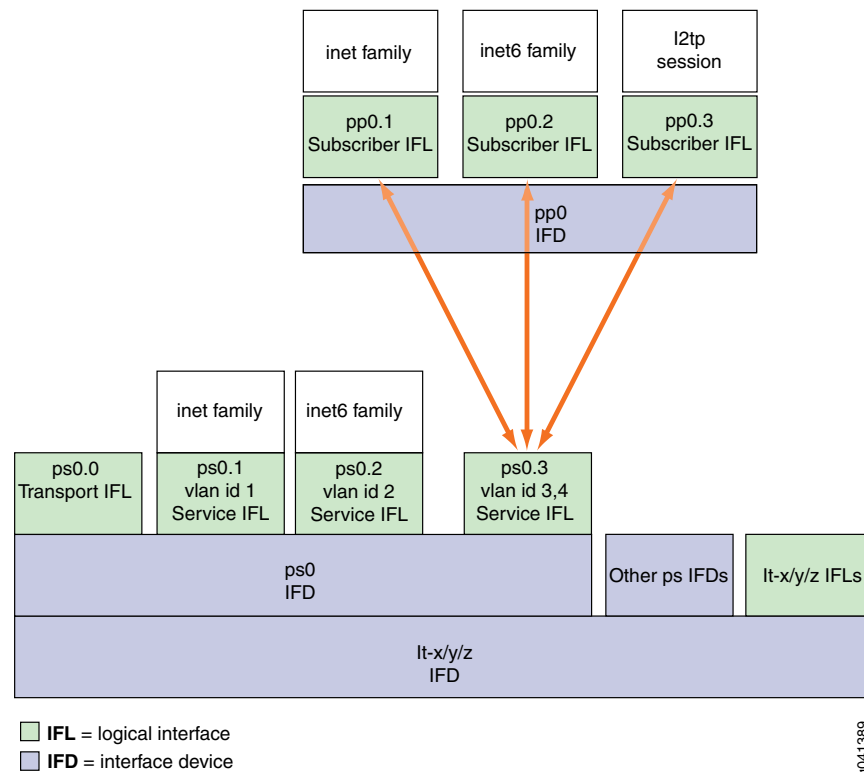 inet family
inet6 family
l2tp
session
pp0.1
Subscriber IFL
pp0.2
Subscriber IFL
pp0.3
Subscriber IFL
pp0
IFD
inet family
inet6 family
ps0.0
Transport IFL
ps0.1
vlan id 1
Service IFL
ps0.2
vlan id 2
Service IFL
ps0.3
vlan id 3,4
Service IFL
ps0
IFD
Other ps IFDs
lt-x/y/z IFLs
lt-x/y/z
IFD
IFL = logical interface
IFD = interface device
g041389